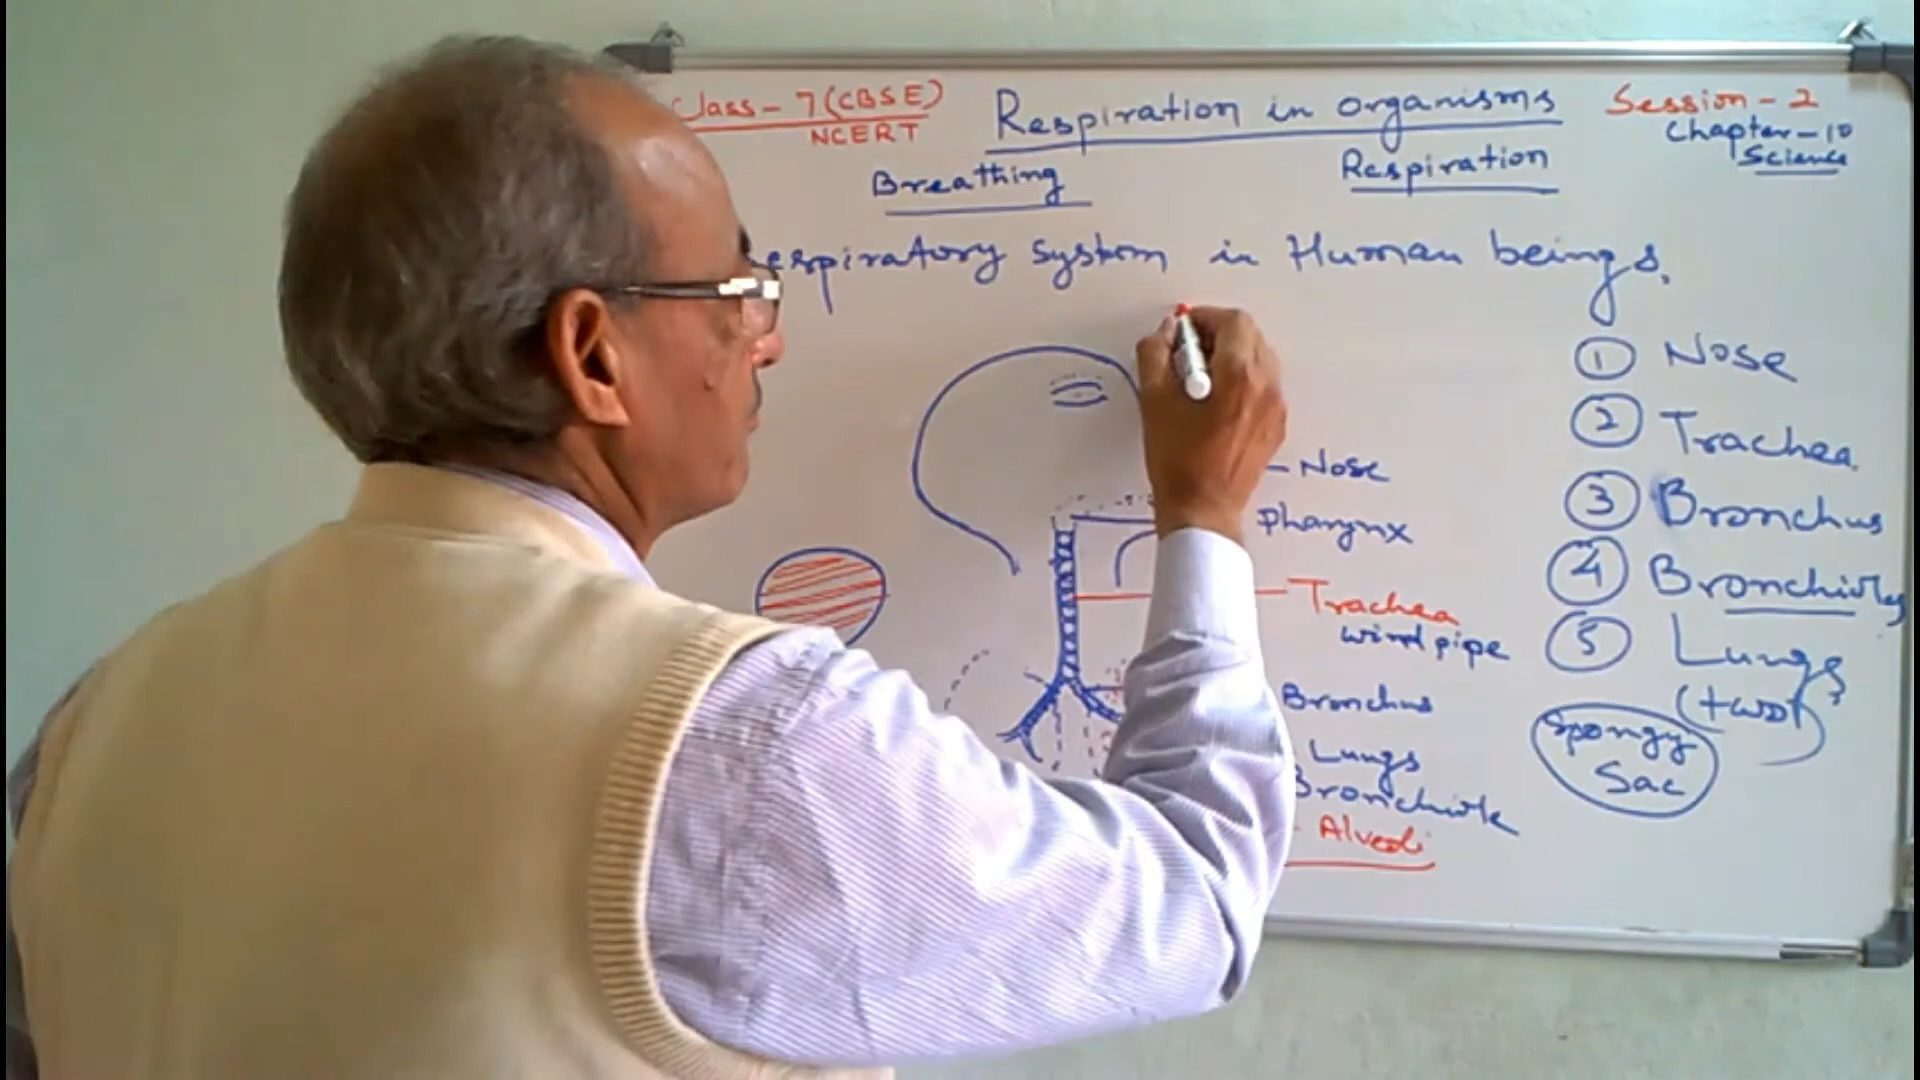 Class - 7 (CBSE)
NCERT
Respiration in organisms
Session - 2
Chapter - 10
Science
Breathing
Respiration
espiratory system in Human beings.
Nose
pharynx
Trachea
wind pipe
Bronchus
Lungs
Bronchiole
Alveoli
① Nose
② Trachea
③ Bronchus
④ Bronchioles
⑤ Lungs
(two)
Spongy
Sac